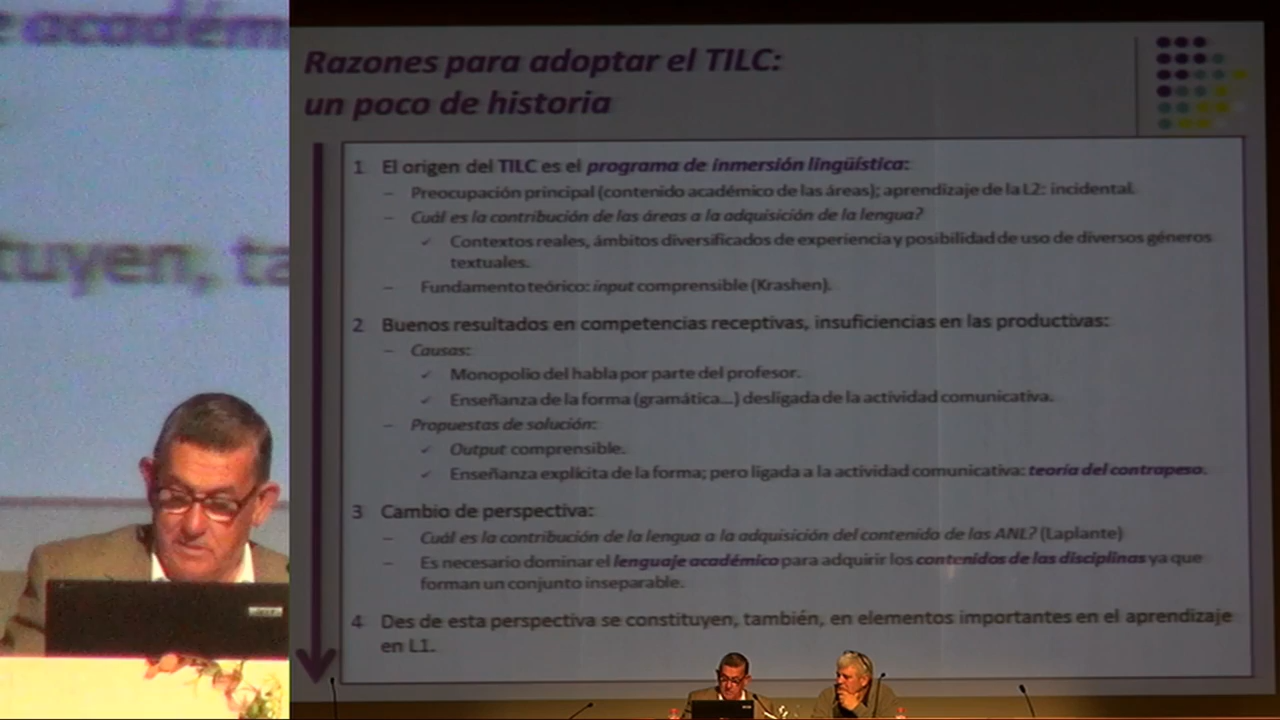 académ
tuyen, ta
Razones para adoptar el TILC:
un poco de historia
1 El origen del TILC es el programa de inmersión lingüística:
– Preocupación principal (contenido académico de las áreas); aprendizaje de la L2: incidental.
– Cuál es la contribución de las áreas a la adquisición de la lengua?
✓ Contextos reales, ámbitos diversificados de experiencia y posibilidad de uso de diversos géneros
textuales.
– Fundamento teórico: input comprensible (Krashen).
2 Buenos resultados en competencias receptivas, insuficiencias en las productivas:
– Causas:
✓ Monopolio del habla por parte del profesor.
✓ Enseñanza de la forma (gramática...) desligada de la actividad comunicativa.
– Propuestas de solución:
✓ Output comprensible.
✓ Enseñanza explícita de la forma; pero ligada a la actividad comunicativa: teoría del contrapeso.
3 Cambio de perspectiva:
– Cuál es la contribución de la lengua a la adquisición del contenido de las ANL? (Laplante)
– Es necesario dominar el lenguaje académico para adquirir los contenidos de las disciplinas ya que
forman un conjunto inseparable.
4 Des de esta perspectiva se constituyen, también, en elementos importantes en el aprendizaje
en L1.